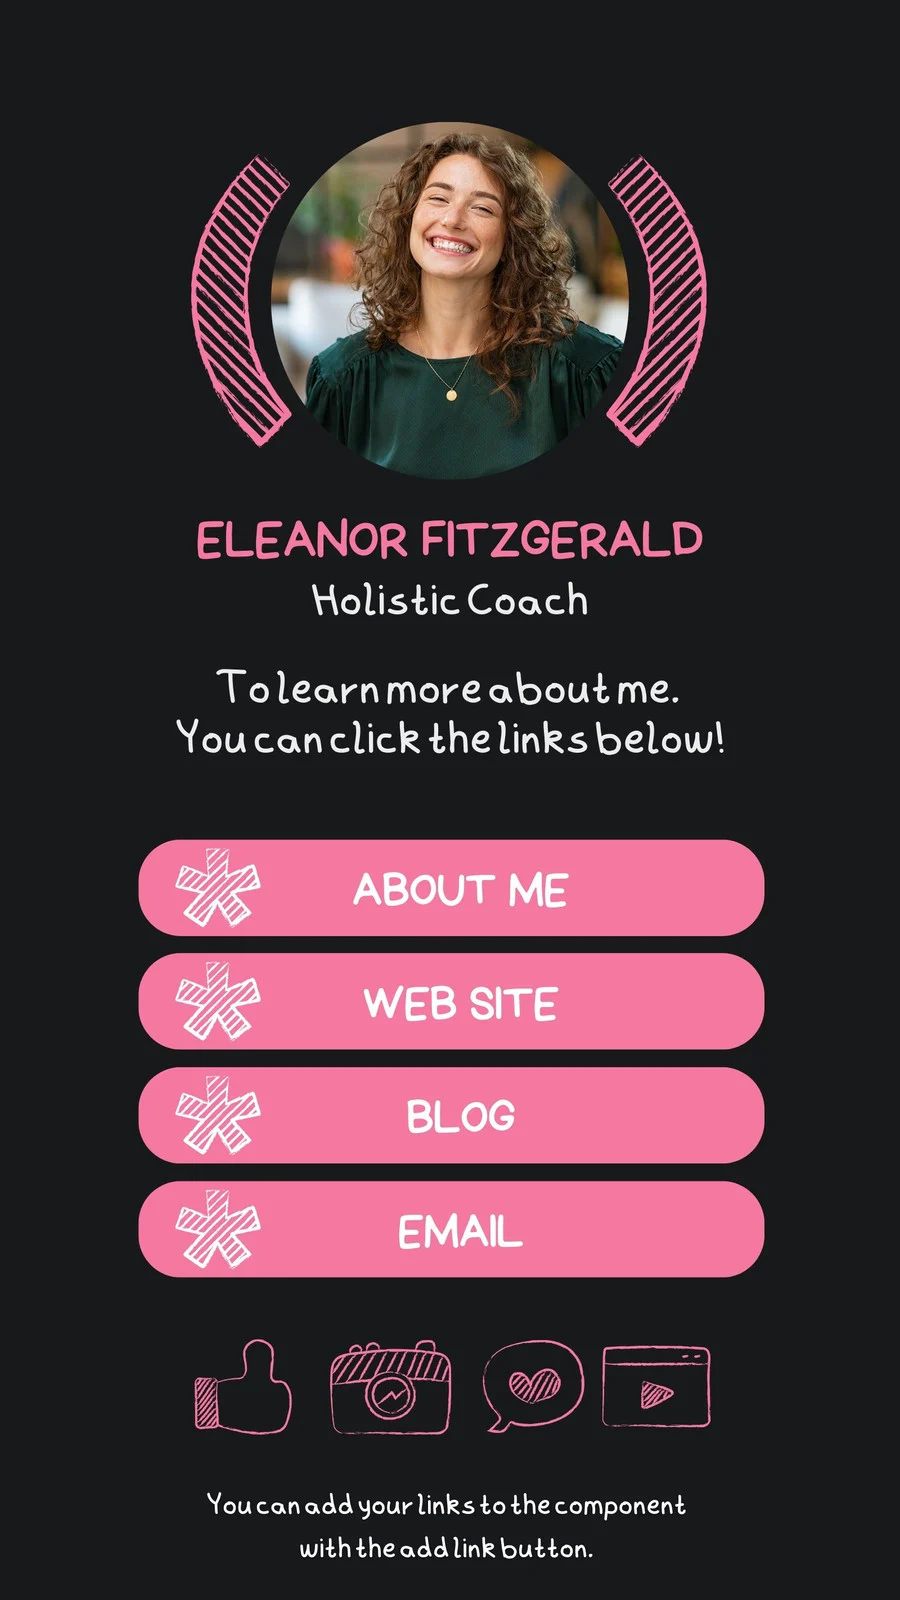 ELEANOR FITZGERALD
Holistic Coach
To learn more about me.
You can click the links below!
ABOUT ME
WEB SITE
BLOG
EMAIL
You can add your links to the component
with the add link button.